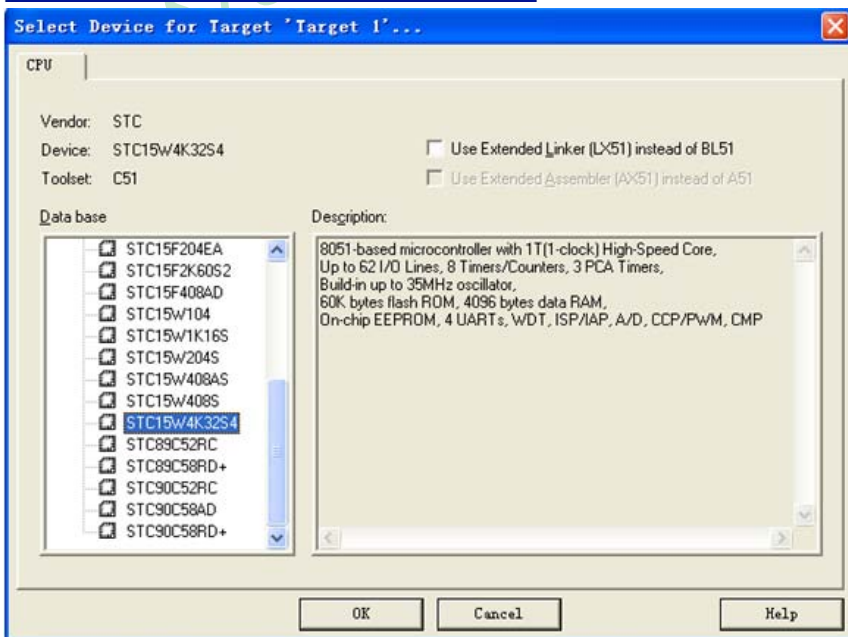 Select Device for Target 'Target 1'...
CPU
Vendor: STC
Device: STC15W4K32S4
Toolset: C51
Use Extended Linker (LX51) instead of BL51
Use Extended Assembler (AX51) instead of A51
Data base
Description:
STC15F204EA
STC15F2K60S2
STC15F408AD
STC15W104
STC15W1K16S
STC15W204S
STC15W408AS
STC15W408S
STC15W4K32S4
STC89C52RC
STC89C58RD+
STC90C52RC
STC90C58AD
STC90C58RD+
8051-based microcontroller with 1T(1-clock) High-Speed Core,
Up to 62 I/O Lines, 8 Timers/Counters, 3 PCA Timers,
Build-in up to 35MHz oscillator,
60K bytes flash ROM, 4096 bytes data RAM,
On-chip EEPROM, 4 UARTs, WDT, ISP/IAP, A/D, CCP/PWM, CMP
OK
Cancel
Help